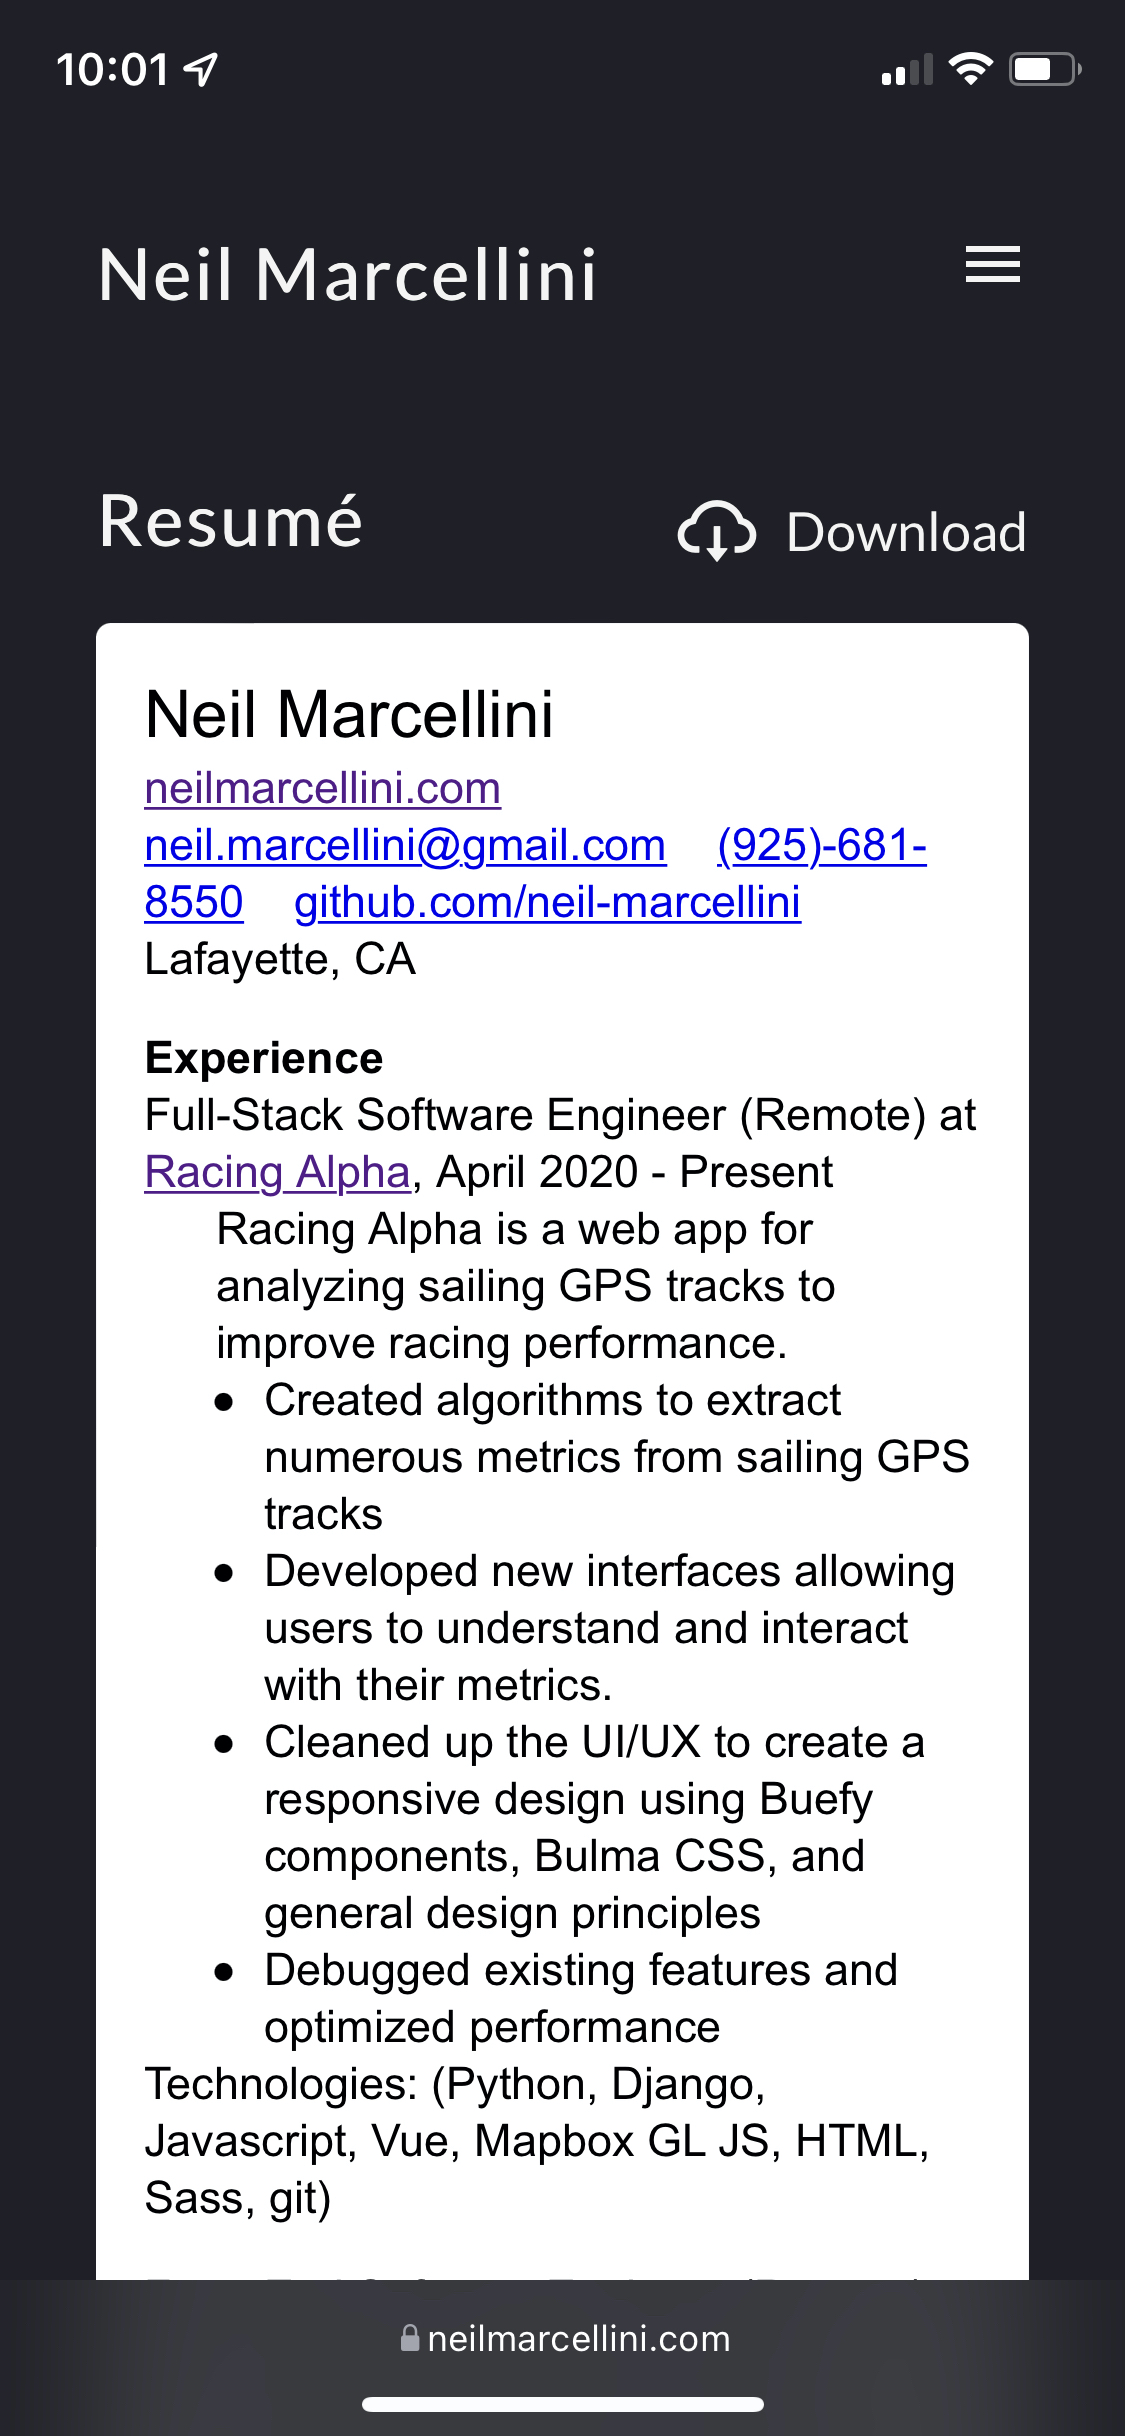 10:01
Neil Marcellini
Resumé
Download
Neil Marcellini
neilmarcellini.com
neil.marcellini@gmail.com (925)-681-
8550 github.com/neil-marcellini
Lafayette, CA
Experience
Full-Stack Software Engineer (Remote) at
Racing Alpha, April 2020 - Present
Racing Alpha is a web app for
analyzing sailing GPS tracks to
improve racing performance.
● Created algorithms to extract
numerous metrics from sailing GPS
tracks
● Developed new interfaces allowing
users to understand and interact
with their metrics.
● Cleaned up the UI/UX to create a
responsive design using Buefy
components, Bulma CSS, and
general design principles
● Debugged existing features and
optimized performance
Technologies: (Python, Django,
Javascript, Vue, Mapbox GL JS, HTML,
Sass, git)
neilmarcellini.com